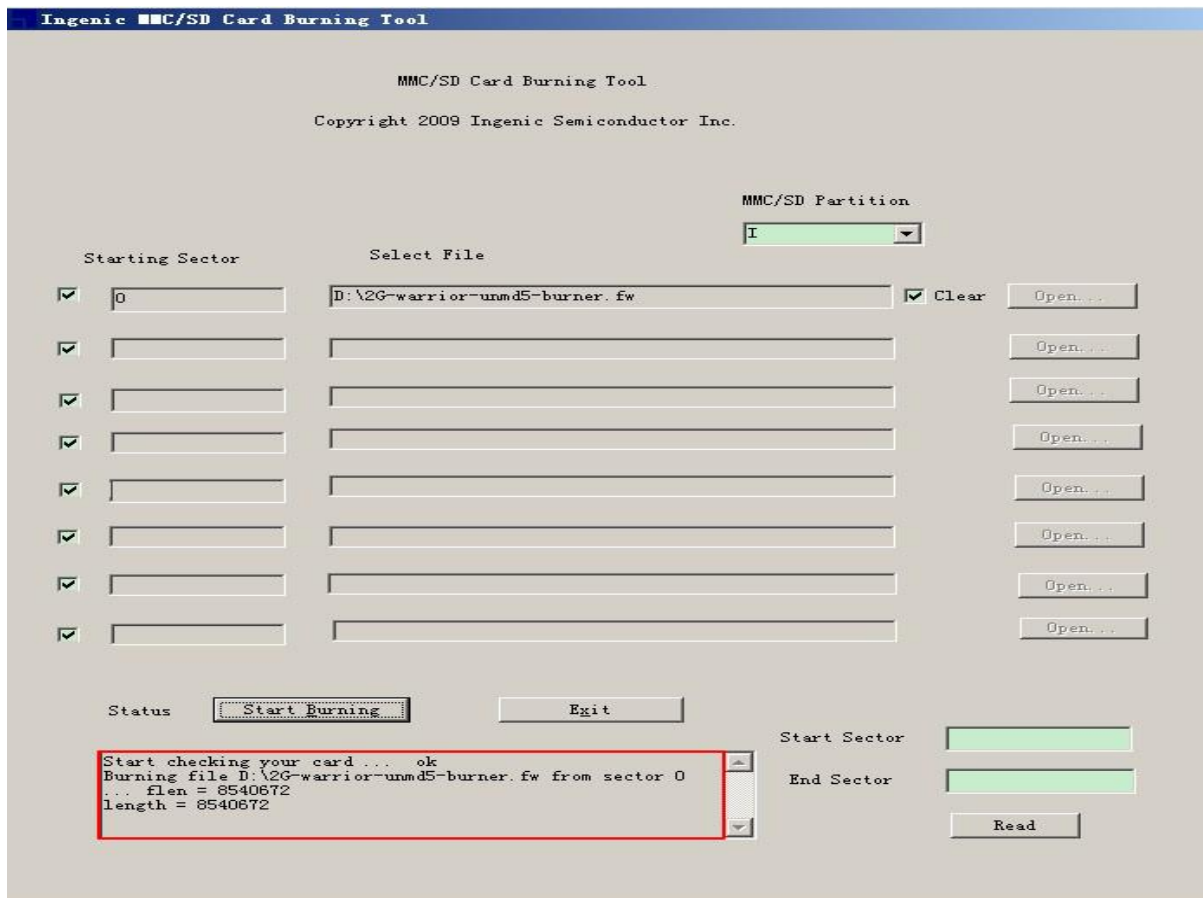 Ingenic ■■C/SD Card Burning Tool
MMC/SD Card Burning Tool
Copyright 2009 Ingenic Semiconductor Inc.
MMC/SD Partition
I
Starting Sector
Select File
0
D:\2G-warrior-unmd5-burner.fw
Clear
Open...
Open...
Open...
Open...
Open...
Open...
Open...
Open...
Status
Start Burning
Exit
Start Sector
Start checking your card ... ok
Burning file D:\2G-warrior-unmd5-burner.fw from sector 0
... flen = 8540672
length = 8540672
End Sector
Read